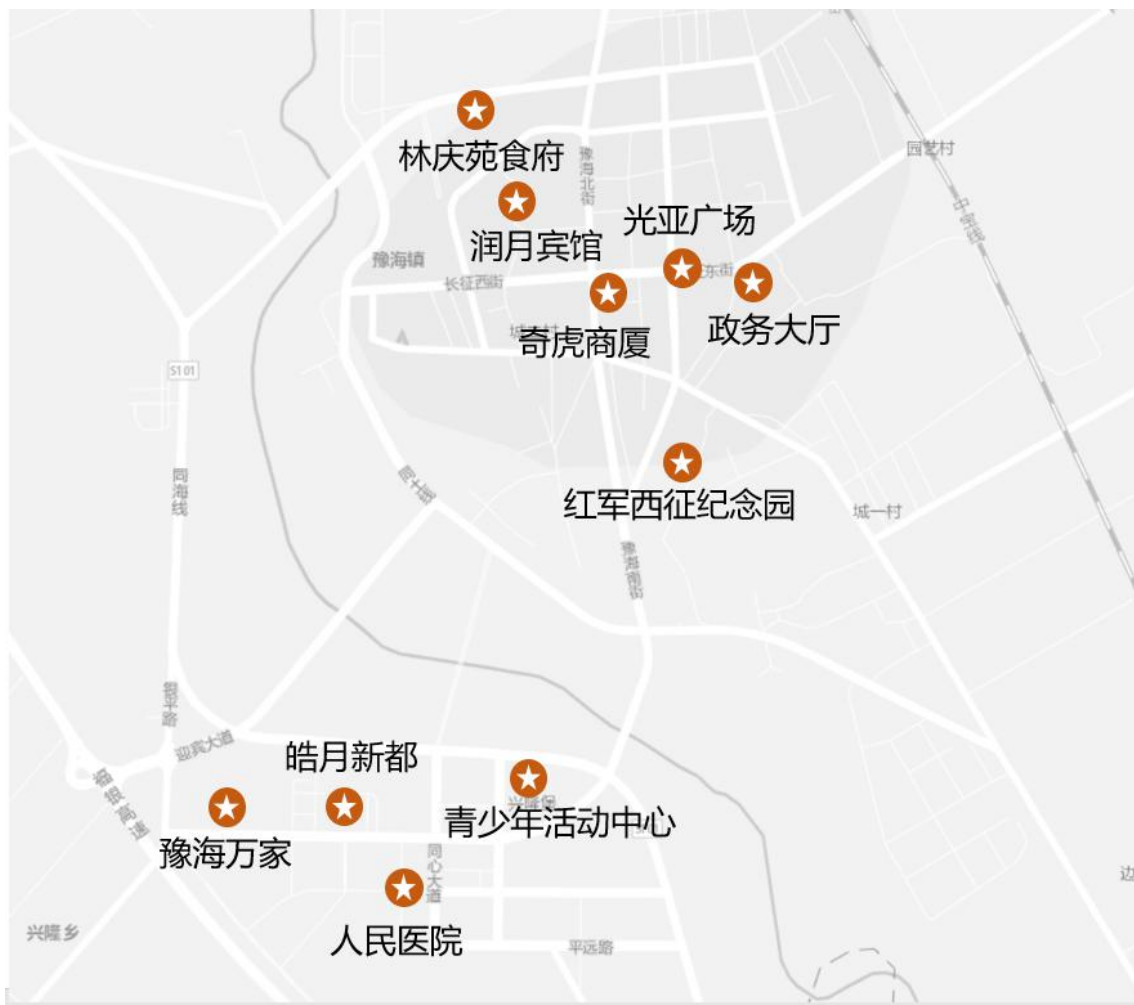 林庆苑食府
园艺村
豫海北街
中宝线
光亚广场
润月宾馆
豫海镇
东街
长征西街
政务大厅
奇虎商厦
S101
同海线
红军西征纪念园
城一村
豫海南街
银平路
迎宾大道
皓月新都
兴隆堡
青少年活动中心
豫海万家
同心大道
边
人民医院
兴隆乡
平远路